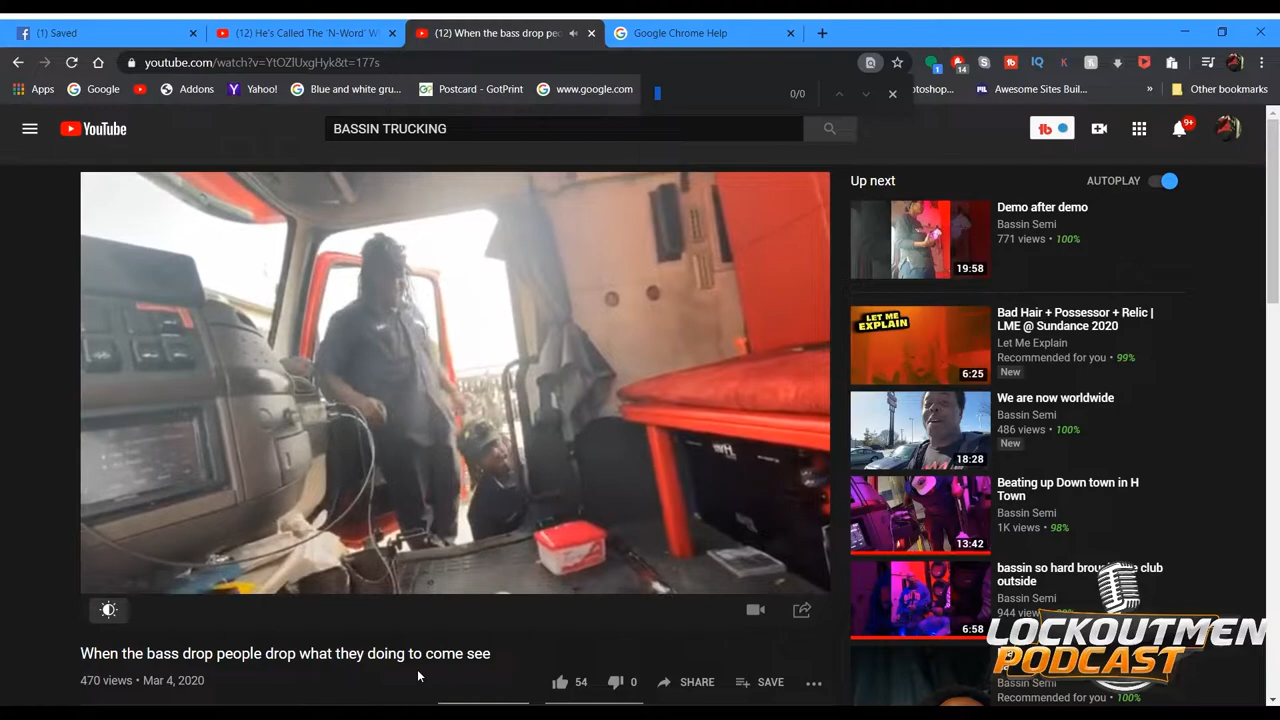 (1) Saved
(12) He's Called The 'N-Word' W
(12) When the bass drop peo
Google Chrome Help
youtube.com/watch?v=YtOZlUxgHyk&t=177s
1
14
Apps
Google
Addons
Yahoo!
Blue and white gru...
Postcard - GotPrint
www.google.com
0/0
otoshop...
Awesome Sites Buil...
Other bookmarks
YouTube
BASSIN TRUCKING
9+
Up next
AUTOPLAY
Demo after demo
Bassin Semi
771 views • 100%
19:58
LET ME EXPLAIN
Bad Hair + Possessor + Relic |
LME @ Sundance 2020
Let Me Explain
Recommended for you • 99%
New
6:25
We are now worldwide
Bassin Semi
486 views • 100%
New
18:28
Beating up Down town in H
Town
Bassin Semi
1K views • 98%
13:42
bassin so hard brou
club
outside
Bassin Semi
944
6:58
Recommended for you • 100%
LOCKOUTMEN
PODCAST
When the bass drop people drop what they doing to come see
470 views • Mar 4, 2020
54
0
SHARE
SAVE